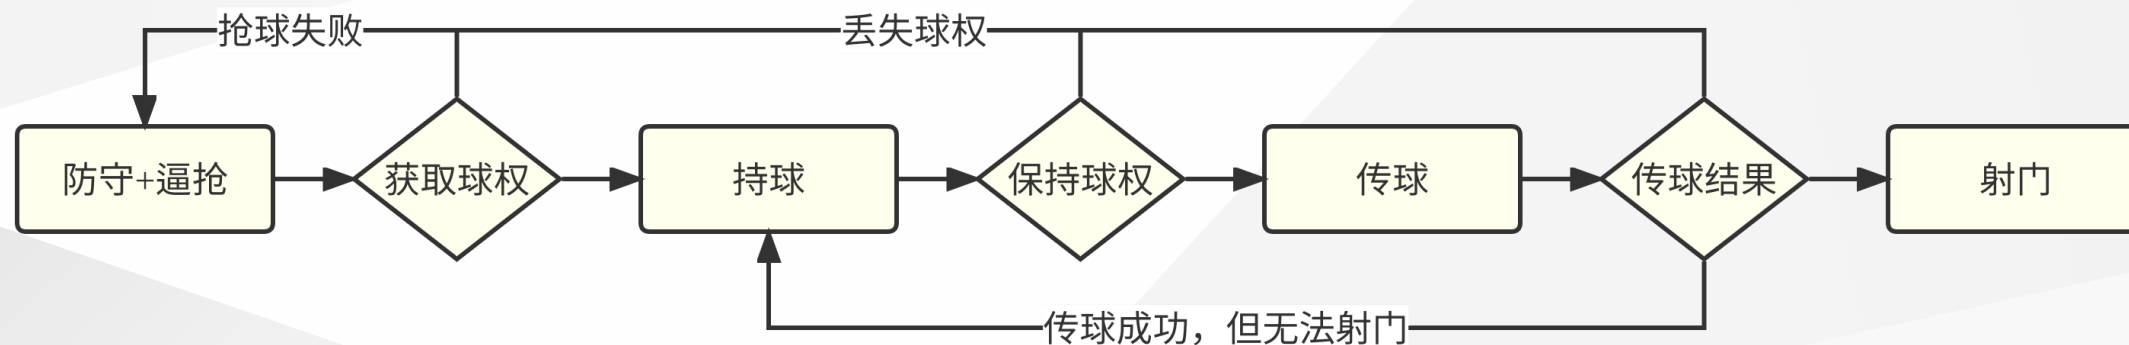 抢球失败
丢失球权
防守+逼抢
获取球权
持球
保持球权
传球
传球结果
射门
传球成功，但无法射门